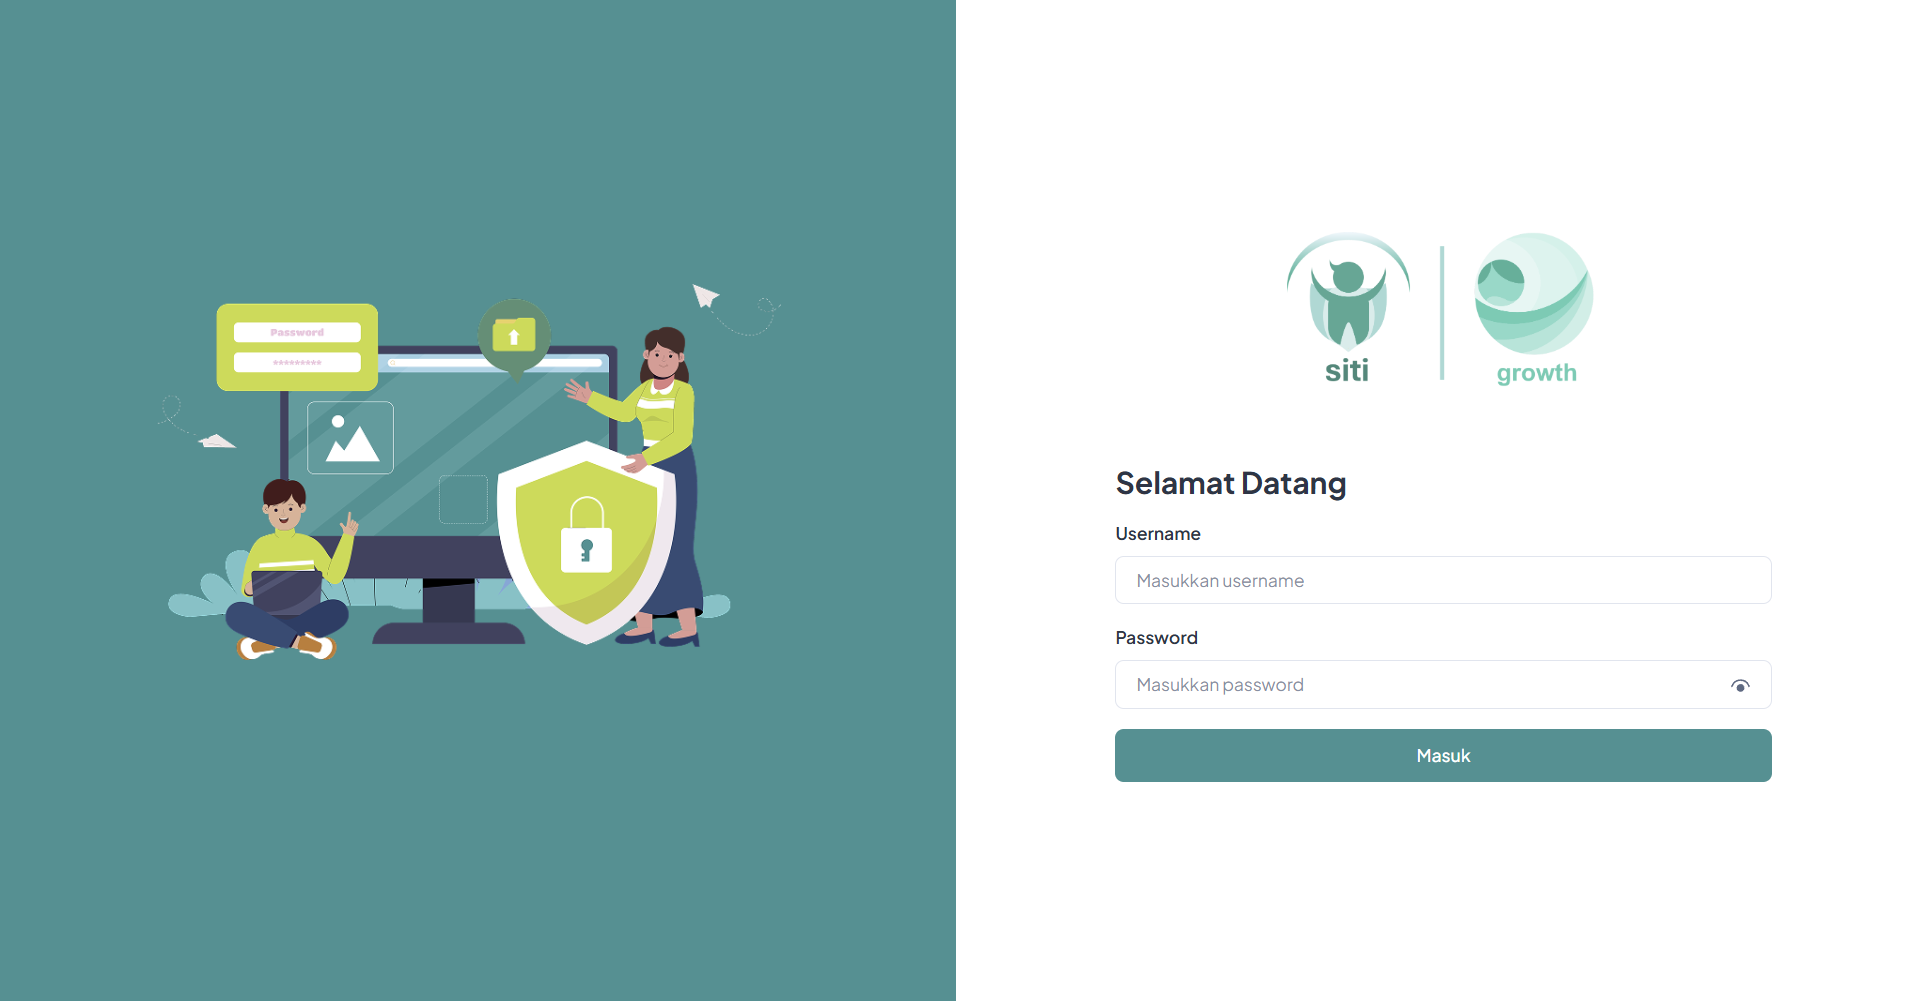 Password
*********
siti
growth
Selamat Datang
Username
Masukkan username
Password
Masukkan password
Masuk